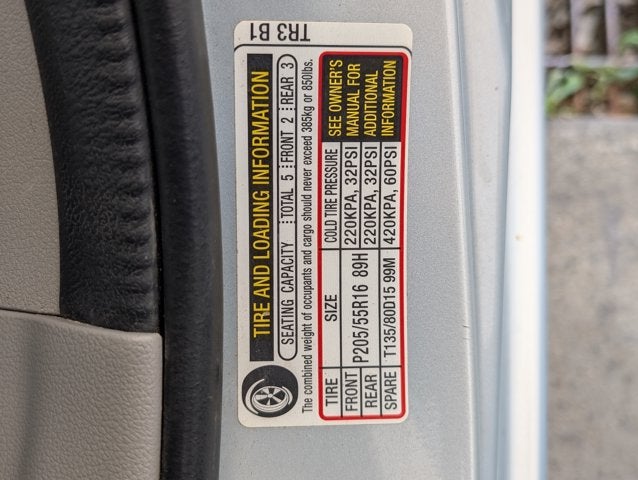 TR3 B1
TIRE AND LOADING INFORMATION
SEATING CAPACITY TOTAL 5 FRONT 2 REAR 3
The combined weight of occupants and cargo should never exceed 385kg or 850lbs.
TIRE SIZE COLD TIRE PRESSURE SEE OWNER'S MANUAL FOR ADDITIONAL INFORMATION
FRONT P205/55R16 89H 220KPA, 32PSI
REAR 220KPA, 32PSI
SPARE T135/80D15 99M 420KPA, 60PSI